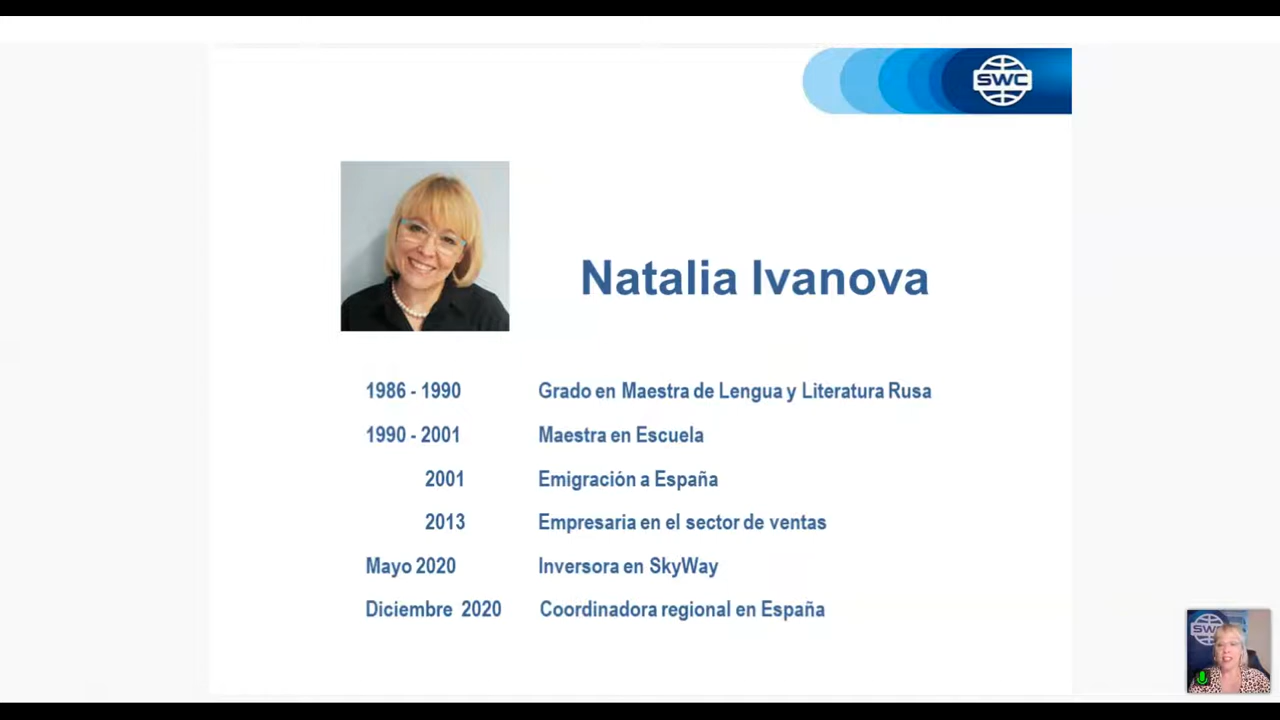 SWC
Natalia Ivanova
1986 - 1990 Grado en Maestra de Lengua y Literatura Rusa
1990 - 2001 Maestra en Escuela
2001 Emigración a España
2013 Empresaria en el sector de ventas
Mayo 2020 Inversora en SkyWay
Diciembre 2020 Coordinadora regional en España
SWC